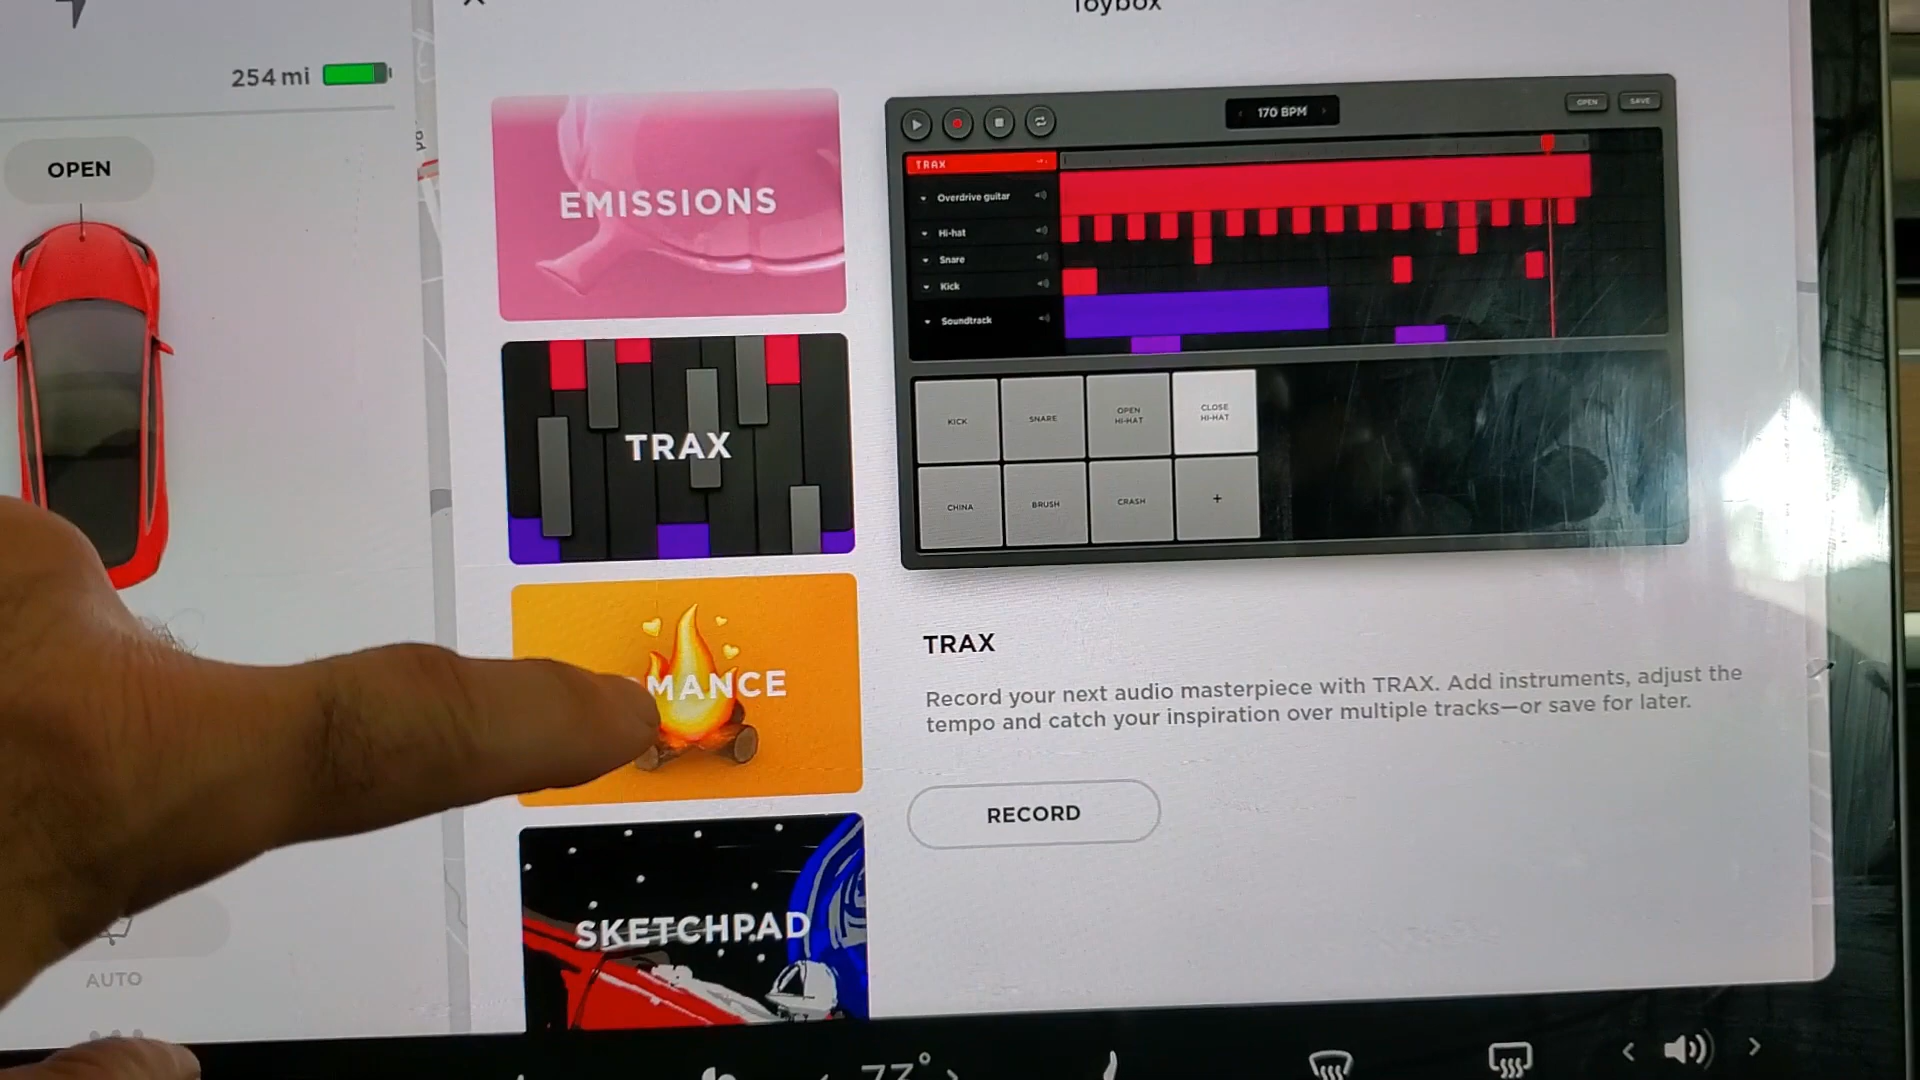 Toybox
254 mi
OPEN
EMISSIONS
170 BPM
OPEN
SAVE
TRAX
Overdrive guitar
Hi-hat
Snare
Kick
Soundtrack
TRAX
KICK
SNARE
OPEN
HI-HAT
CLOSE
HI-HAT
CHINA
BRUSH
CRASH
+
MANCE
TRAX
Record your next audio masterpiece with TRAX. Add instruments, adjust the
tempo and catch your inspiration over multiple tracks—or save for later.
RECORD
SKETCHPAD
AUTO